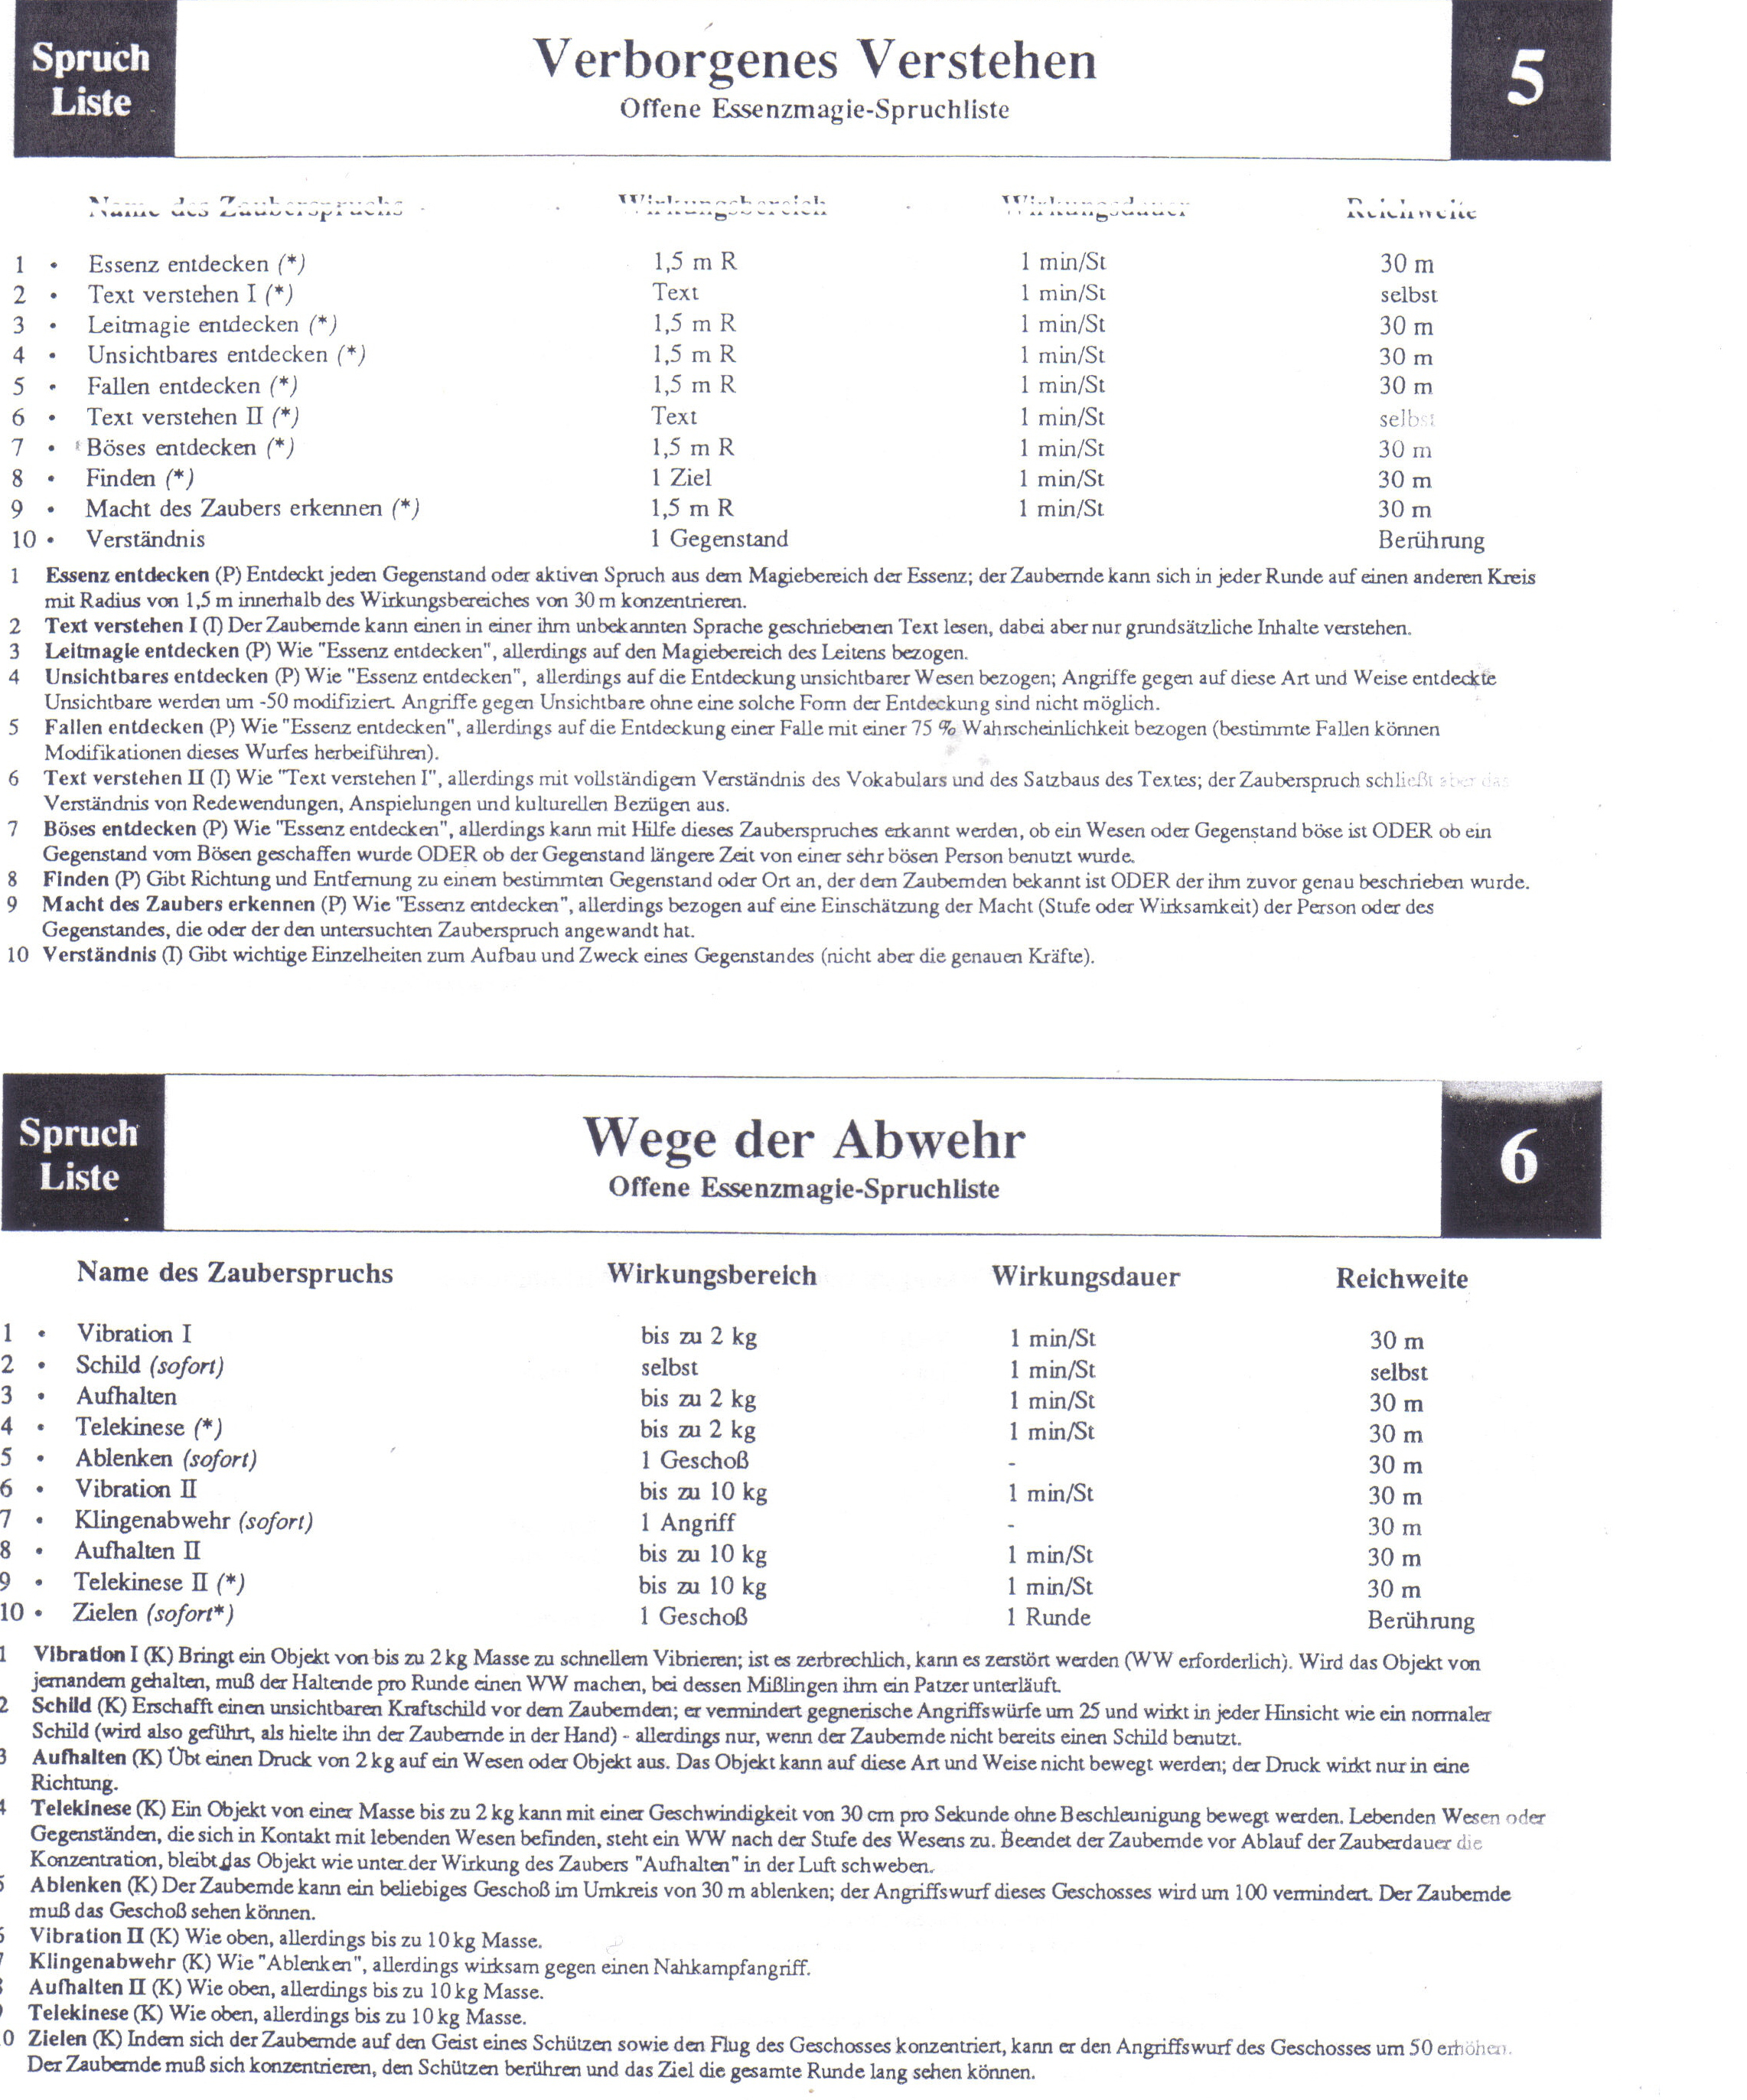 Spruch
Liste
Verborgenes Verstehen
Offene Essenzmagie-Spruchliste
5
Name des Zauberspruchs Wirkungsbereich Wirkungsdauer Reichweite
1 • Essenz entdecken (*) 1,5 m R 1 min/St 30 m
2 • Text verstehen I (*) Text 1 min/St selbst
3 • Leitmagie entdecken (*) 1,5 m R 1 min/St 30 m
4 • Unsichtbares entdecken (*) 1,5 m R 1 min/St 30 m
5 • Fallen entdecken (*) 1,5 m R 1 min/St 30 m
6 • Text verstehen II (*) Text 1 min/St selbst
7 • Böses entdecken (*) 1,5 m R 1 min/St 30 m
8 • Finden (*) 1 Ziel 1 min/St 30 m
9 • Macht des Zaubers erkennen (*) 1,5 m R 1 min/St 30 m
10 • Verständnis 1 Gegenstand Berührung
1 Essenz entdecken (P) Entdeckt jeden Gegenstand oder aktiven Spruch aus dem Magiebereich der Essenz; der Zaubernde kann sich in jeder Runde auf einen anderen Kreis
mit Radius von 1,5 m innerhalb des Wirkungsbereiches von 30 m konzentrieren.
2 Text verstehen I (I) Der Zaubernde kann einen in einer ihm unbekannten Sprache geschriebenen Text lesen, dabei aber nur grundsätzliche Inhalte verstehen.
3 Leitmagie entdecken (P) Wie "Essenz entdecken", allerdings auf den Magiebereich des Leitens bezogen.
4 Unsichtbares entdecken (P) Wie "Essenz entdecken", allerdings auf die Entdeckung unsichtbarer Wesen bezogen; Angriffe gegen auf diese Art und Weise entdeckte
Unsichtbare werden um -50 modifiziert. Angriffe gegen Unsichtbare ohne eine solche Form der Entdeckung sind nicht möglich.
5 Fallen entdecken (P) Wie "Essenz entdecken", allerdings auf die Entdeckung einer Falle mit einer 75 % Wahrscheinlichkeit bezogen (bestimmte Fallen können
Modifikationen dieses Wurfes herbeiführen).
6 Text verstehen II (I) Wie "Text verstehen I", allerdings mit vollständigem Verständnis des Vokabulars und des Satzbaus des Textes; der Zauberspruch schließt aber das
Verständnis von Redewendungen, Anspielungen und kulturellen Bezügen aus.
7 Böses entdecken (P) Wie "Essenz entdecken", allerdings kann mit Hilfe dieses Zauberspruches erkannt werden, ob ein Wesen oder Gegenstand böse ist ODER ob ein
Gegenstand vom Bösen geschaffen wurde ODER ob der Gegenstand längere Zeit von einer sehr bösen Person benutzt wurde.
8 Finden (P) Gibt Richtung und Entfernung zu einem bestimmten Gegenstand oder Ort an, der dem Zaubernden bekannt ist ODER der ihm zuvor genau beschrieben wurde.
9 Macht des Zaubers erkennen (P) Wie "Essenz entdecken", allerdings bezogen auf eine Einschätzung der Macht (Stufe oder Wirksamkeit) der Person oder des
Gegenstandes, die oder der den untersuchten Zauberspruch angewandt hat.
10 Verständnis (I) Gibt wichtige Einzelheiten zum Aufbau und Zweck eines Gegenstandes (nicht aber die genauen Kräfte).
Spruch
Liste
Wege der Abwehr
Offene Essenzmagie-Spruchliste
6
Name des Zauberspruchs Wirkungsbereich Wirkungsdauer Reichweite
1 • Vibration I bis zu 2 kg 1 min/St 30 m
2 • Schild (sofort) selbst 1 min/St selbst
3 • Aufhalten bis zu 2 kg 1 min/St 30 m
4 • Telekinese (*) bis zu 2 kg 1 min/St 30 m
5 • Ablenken (sofort) 1 Geschoß - 30 m
6 • Vibration II bis zu 10 kg 1 min/St 30 m
7 • Klingenabwehr (sofort) 1 Angriff - 30 m
8 • Aufhalten II bis zu 10 kg 1 min/St 30 m
9 • Telekinese II (*) bis zu 10 kg 1 min/St 30 m
10 • Zielen (sofort*) 1 Geschoß 1 Runde Berührung
1 Vibration I (K) Bringt ein Objekt von bis zu 2 kg Masse zu schnellem Vibrieren; ist es zerbrechlich, kann es zerstört werden (WW erforderlich). Wird das Objekt von
jemandem gehalten, muß der Haltende pro Runde einen WW machen, bei dessen Mißlingen ihm ein Patzer unterläuft.
2 Schild (K) Erschafft einen unsichtbaren Kraftschild vor dem Zaubernden; er vermindert gegnerische Angriffswürfe um 25 und wirkt in jeder Hinsicht wie ein normaler
Schild (wird also geführt, als hielte ihn der Zaubernde in der Hand) - allerdings nur, wenn der Zaubernde nicht bereits einen Schild benutzt.
3 Aufhalten (K) Übt einen Druck von 2 kg auf ein Wesen oder Objekt aus. Das Objekt kann auf diese Art und Weise nicht bewegt werden; der Druck wirkt nur in eine
Richtung.
4 Telekinese (K) Ein Objekt von einer Masse bis zu 2 kg kann mit einer Geschwindigkeit von 30 cm pro Sekunde ohne Beschleunigung bewegt werden. Lebenden Wesen oder
Gegenständen, die sich in Kontakt mit lebenden Wesen befinden, steht ein WW nach der Stufe des Wesens zu. Beendet der Zaubernde vor Ablauf der Zauberdauer die
Konzentration, bleibt das Objekt wie unter der Wirkung des Zaubers "Aufhalten" in der Luft schweben.
5 Ablenken (K) Der Zaubernde kann ein beliebiges Geschoß im Umkreis von 30 m ablenken; der Angriffswurf dieses Geschosses wird um 100 vermindert. Der Zaubernde
muß das Geschoß sehen können.
6 Vibration II (K) Wie oben, allerdings bis zu 10 kg Masse.
7 Klingenabwehr (K) Wie "Ablenken", allerdings wirksam gegen einen Nahkampfangriff.
8 Aufhalten II (K) Wie oben, allerdings bis zu 10 kg Masse.
9 Telekinese (K) Wie oben, allerdings bis zu 10 kg Masse.
10 Zielen (K) Indem sich der Zaubernde auf den Geist eines Schützen sowie den Flug des Geschosses konzentriert, kann er den Angriffswurf des Geschosses um 50 erhöhen.
Der Zaubernde muß sich konzentrieren, den Schützen berühren und das Ziel die gesamte Runde lang sehen können.